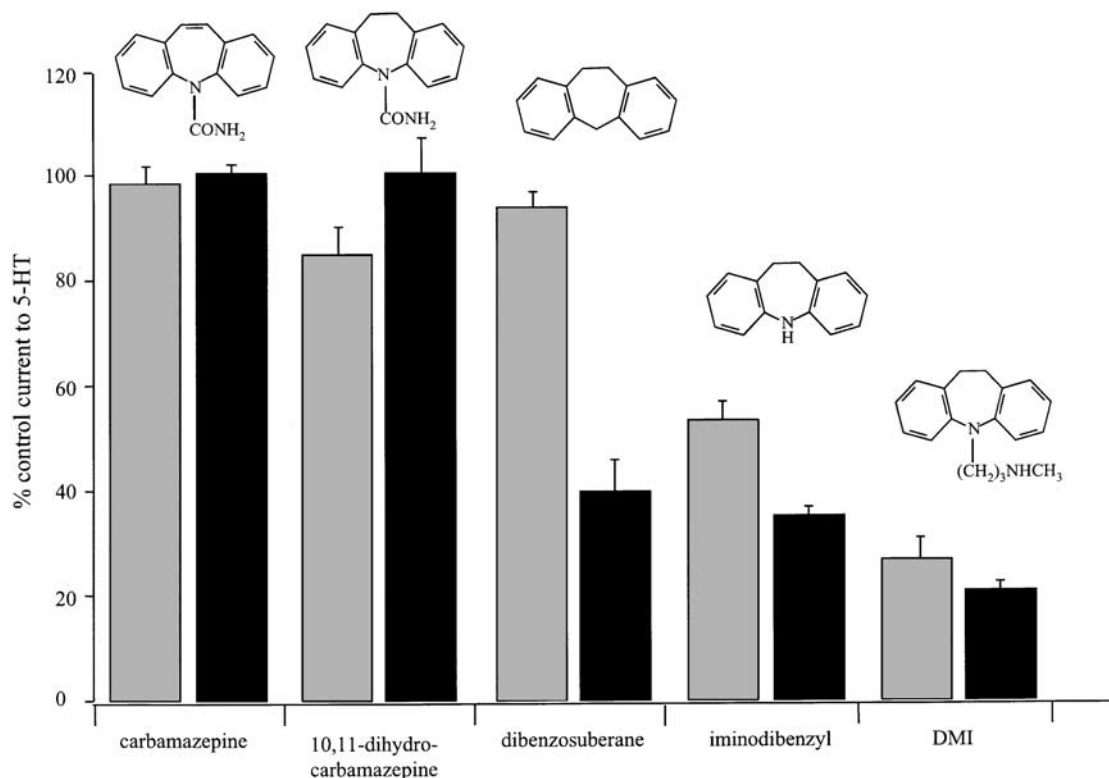 % control current to 5-HT
120
100
80
60
40
20
0
N
CONH₂
N
CONH₂
N
H
N
(CH₂)₃NHCH₃
carbamazepine
10,11-dihydro-
carbamazepine
dibenzosuberane
iminodibenzyl
DMI